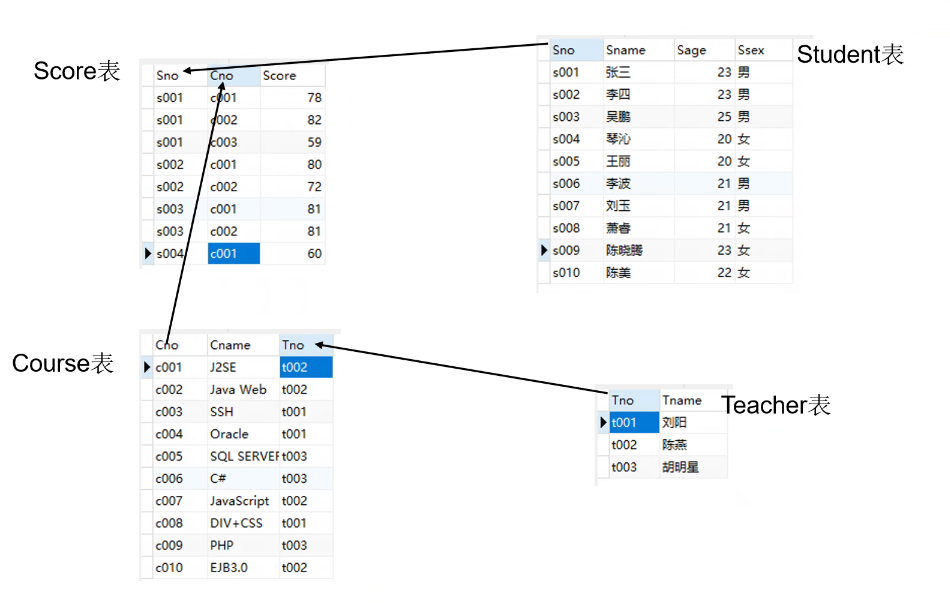 Score表
Sno Cno Score
s001 c001 78
s001 c002 82
s001 c003 59
s002 c001 80
s002 c002 72
s003 c001 81
s003 c002 81
s004 c001 60
Student表
Sno Sname Sage Ssex
s001 张三 23 男
s002 李四 23 男
s003 吴鹏 25 男
s004 琴沁 20 女
s005 王丽 20 女
s006 李波 21 男
s007 刘玉 21 男
s008 萧睿 21 女
s009 陈晓腾 23 女
s010 陈美 22 女
Course表
Cno Cname Tno
c001 J2SE t002
c002 Java Web t002
c003 SSH t001
c004 Oracle t001
c005 SQL SERVER t003
c006 C# t003
c007 JavaScript t002
c008 DIV+CSS t001
c009 PHP t003
c010 EJB3.0 t002
Teacher表
Tno Tname
t001 刘阳
t002 陈燕
t003 胡明星